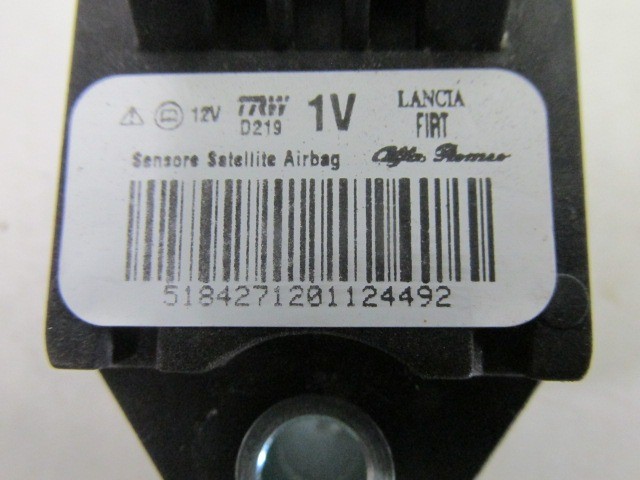 12V TRW 1V LANCIA
D219 FIAT
Sensore Satellite Airbag Alfa Romeo
5184271201124492